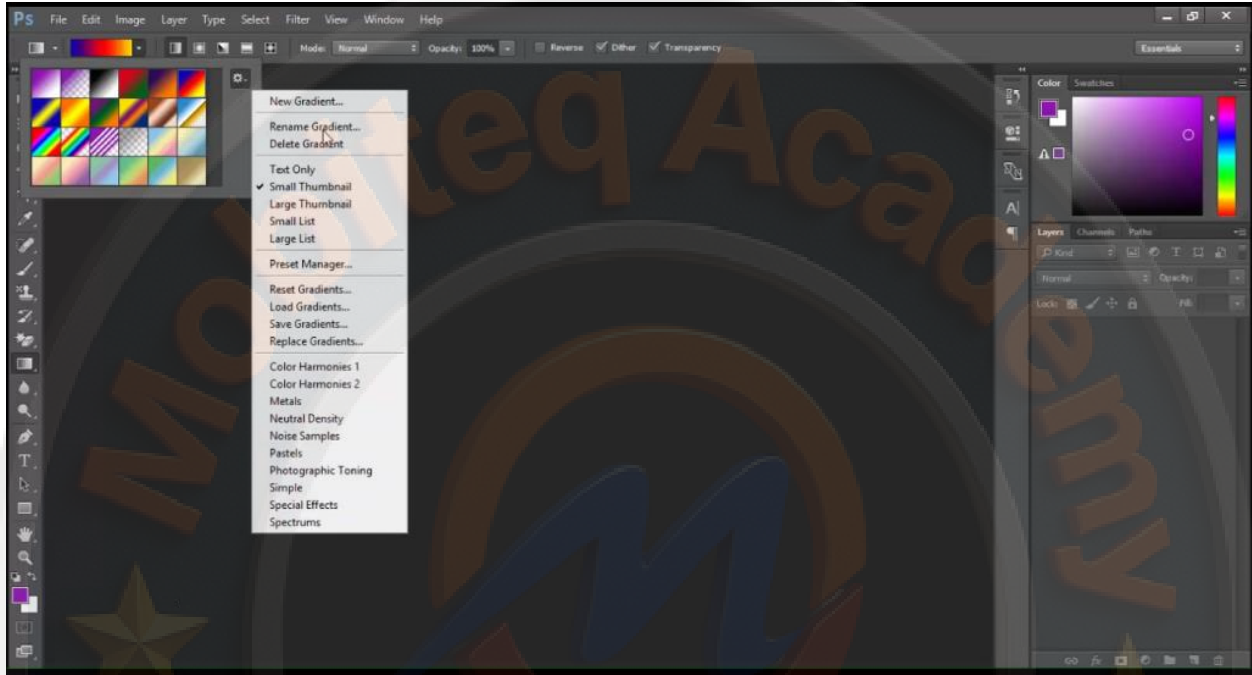 Ps File Edit Image Layer Type Select Filter View Window Help
Mode: Normal Opacity: 100% Reverse Dither Transparency Essentials
New Gradient...
Rename Gradient...
Delete Gradient
Text Only
Small Thumbnail
Large Thumbnail
Small List
Large List
Preset Manager...
Reset Gradients...
Load Gradients...
Save Gradients...
Replace Gradients...
Color Harmonies 1
Color Harmonies 2
Metals
Neutral Density
Noise Samples
Pastels
Photographic Toning
Simple
Special Effects
Spectrums
Color Swatches
Layers Channels Paths
Kind
Normal Opacity:
Lock: Fill:
Mobiteq Academy